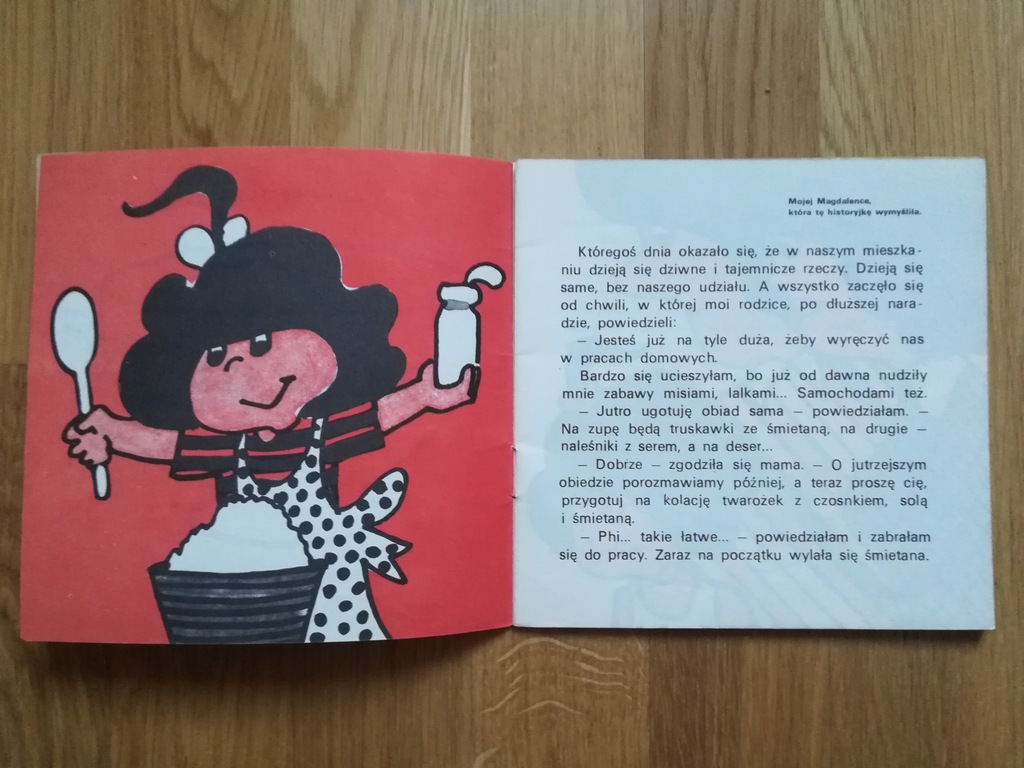 Mojej Magdalence,
która tę historyjkę wymyśliła.
Któregoś dnia okazało się, że w naszym mieszka-
niu dzieją się dziwne i tajemnicze rzeczy. Dzieją się
same, bez naszego udziału. A wszystko zaczęło się
od chwili, w której moi rodzice, po dłuższej nara-
dzie, powiedzieli:
— Jesteś już na tyle duża, żeby wyręczyć nas
w pracach domowych.
Bardzo się ucieszyłam, bo już od dawna nudziły
mnie zabawy misiami, lalkami... Samochodami też.
— Jutro ugotuję obiad sama — powiedziałam. —
Na zupę będą truskawki ze śmietaną, na drugie —
naleśniki z serem, a na deser...
— Dobrze — zgodziła się mama. — O jutrzejszym
obiedzie porozmawiamy później, a teraz proszę cię,
przygotuj na kolację twarożek z czosnkiem, solą
i śmietaną.
— Phi... takie łatwe... — powiedziałam i zabrałam
się do pracy. Zaraz na początku wylała się śmietana.